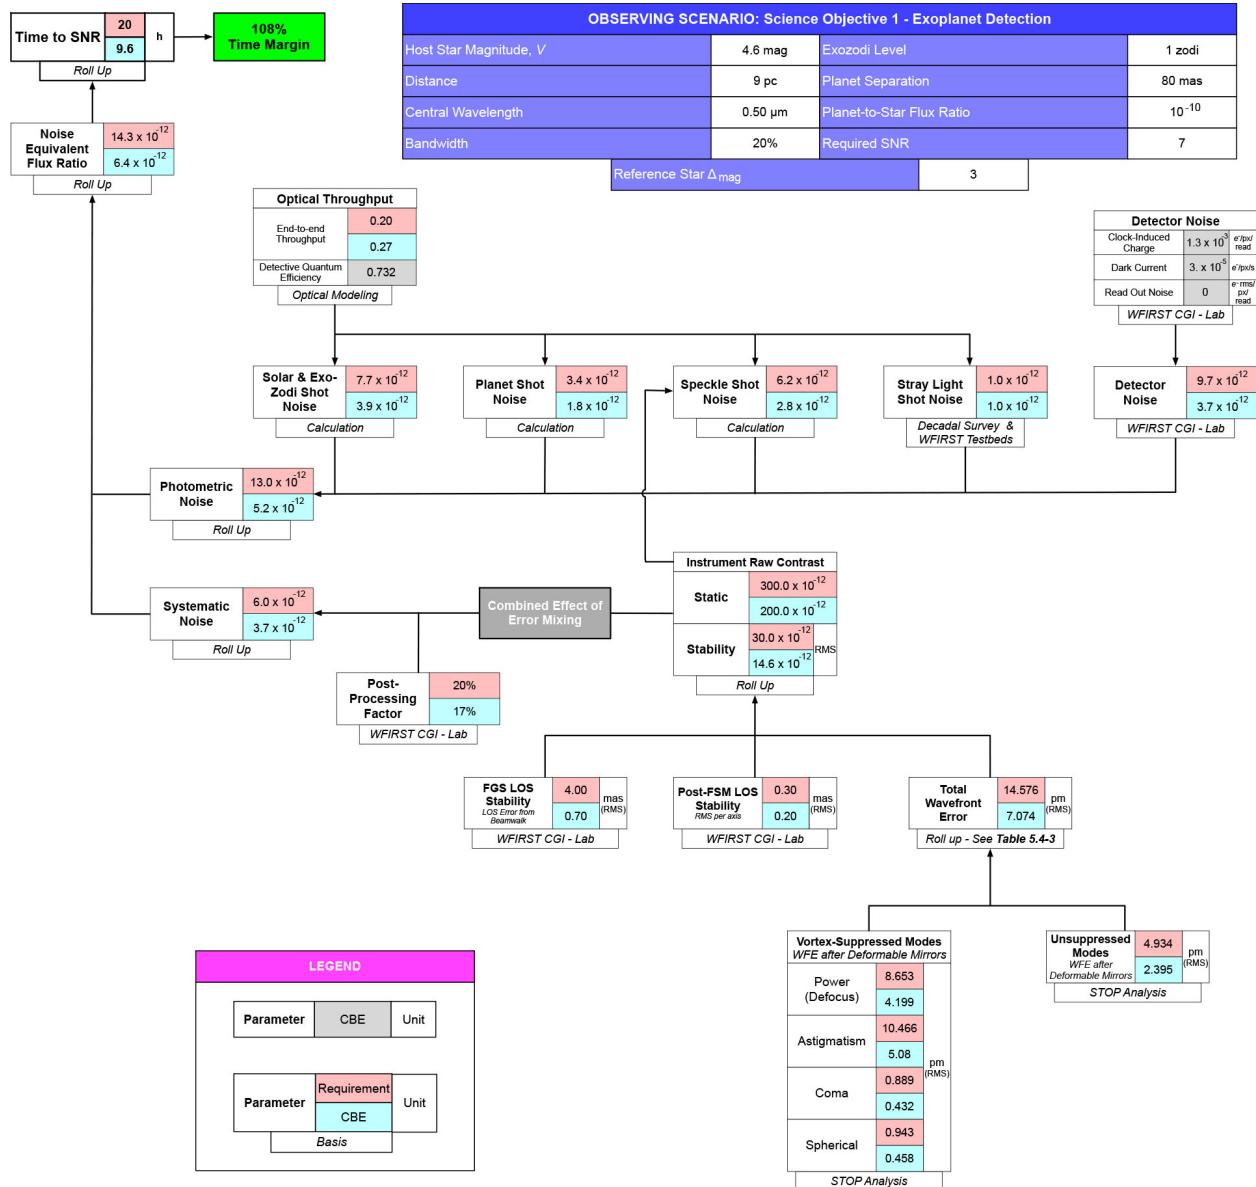 Time to SNR
20
9.6
h
Roll Up
108%
Time Margin
OBSERVING SCENARIO: Science Objective 1 - Exoplanet Detection
Host Star Magnitude, V
4.6 mag
Exozodi Level
1 zodi
Distance
9 pc
Planet Separation
80 mas
Central Wavelength
0.50 µm
Planet-to-Star Flux Ratio
10⁻¹⁰
Bandwidth
20%
Required SNR
7
Reference Star Δmag
3
Noise
Equivalent
Flux Ratio
14.3 x 10⁻¹²
6.4 x 10⁻¹²
Roll Up
Optical Throughput
End-to-end
Throughput
0.20
0.27
Detective Quantum
Efficiency
0.732
Optical Modeling
Detector Noise
Clock-Induced
Charge
1.3 x 10⁻³
e⁻/px/
read
Dark Current
3. x 10⁻⁵
e⁻/px/s
Read Out Noise
0
e⁻ rms/
px/
read
WFIRST CGI - Lab
Solar & Exo-
Zodi Shot
Noise
7.7 x 10⁻¹²
3.9 x 10⁻¹²
Calculation
Planet Shot
Noise
3.4 x 10⁻¹²
1.8 x 10⁻¹²
Calculation
Speckle Shot
Noise
6.2 x 10⁻¹²
2.8 x 10⁻¹²
Calculation
Stray Light
Shot Noise
1.0 x 10⁻¹²
1.0 x 10⁻¹²
Decadal Survey &
WFIRST Testbeds
Detector
Noise
9.7 x 10⁻¹²
3.7 x 10⁻¹²
WFIRST CGI - Lab
Photometric
Noise
13.0 x 10⁻¹²
5.2 x 10⁻¹²
Roll Up
Systematic
Noise
6.0 x 10⁻¹²
3.7 x 10⁻¹²
Roll Up
Combined Effect of
Error Mixing
Instrument Raw Contrast
Static
300.0 x 10⁻¹²
200.0 x 10⁻¹²
Stability
30.0 x 10⁻¹²
14.6 x 10⁻¹²
RMS
Roll Up
Post-
Processing
Factor
20%
17%
WFIRST CGI - Lab
FGS LOS
Stability
LOS Error from
Beamwalk
4.00
0.70
mas
(RMS)
WFIRST CGI - Lab
Post-FSM LOS
Stability
RMS per axis
0.30
0.20
mas
(RMS)
WFIRST CGI - Lab
Total
Wavefront
Error
14.576
7.074
pm
(RMS)
Roll up - See Table 5.4-3
Vortex-Suppressed Modes
WFE after Deformable Mirrors
Power
(Defocus)
8.653
4.199
Astigmatism
10.466
5.08
Coma
0.889
0.432
Spherical
0.943
0.458
pm
(RMS)
STOP Analysis
Unsuppressed
Modes
WFE after
Deformable Mirrors
4.934
2.395
pm
(RMS)
STOP Analysis
LEGEND
Parameter
CBE
Unit
Parameter
Requirement
CBE
Unit
Basis